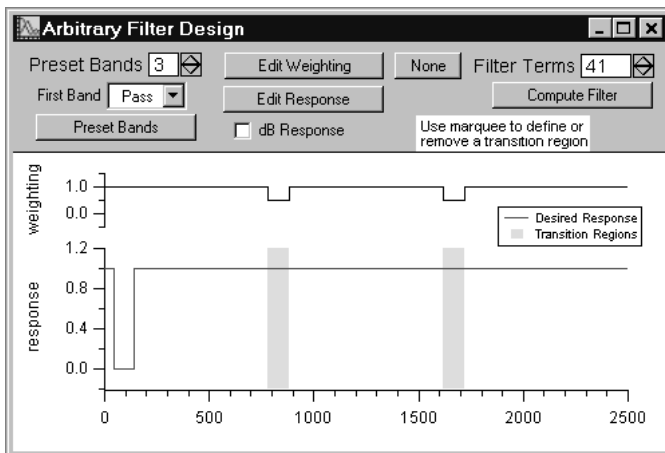 Arbitrary Filter Design
Preset Bands 3
Edit Weighting
None
Filter Terms 41
First Band Pass
Edit Response
Compute Filter
Preset Bands
dB Response
Use marquee to define or
remove a transition region
weighting
1.0
0.0
Desired Response
Transition Regions
response
1.2
0.8
0.4
0.0
0 500 1000 1500 2000 2500